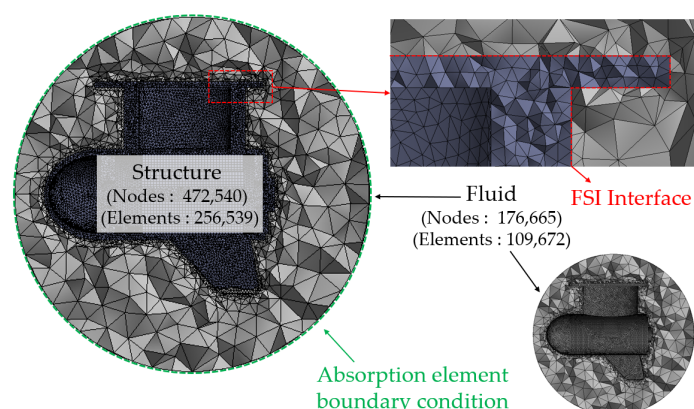 Structure
(Nodes : 472,540)
(Elements : 256,539)
FSI Interface
Fluid
(Nodes : 176,665)
(Elements : 109,672)
Absorption element
boundary condition